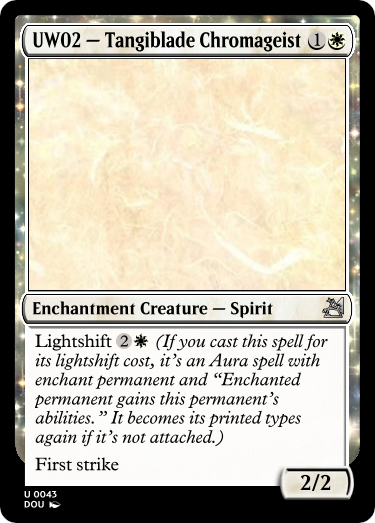 UW02 — Tangiblade Chromageist 1
Enchantment Creature — Spirit
Lightshift 2 (If you cast this spell for
its lightshift cost, it's an Aura spell with
enchant permanent and “Enchanted
permanent gains this permanent's
abilities.” It becomes its printed types
again if it's not attached.)
First strike
2/2
U 0043
DOU